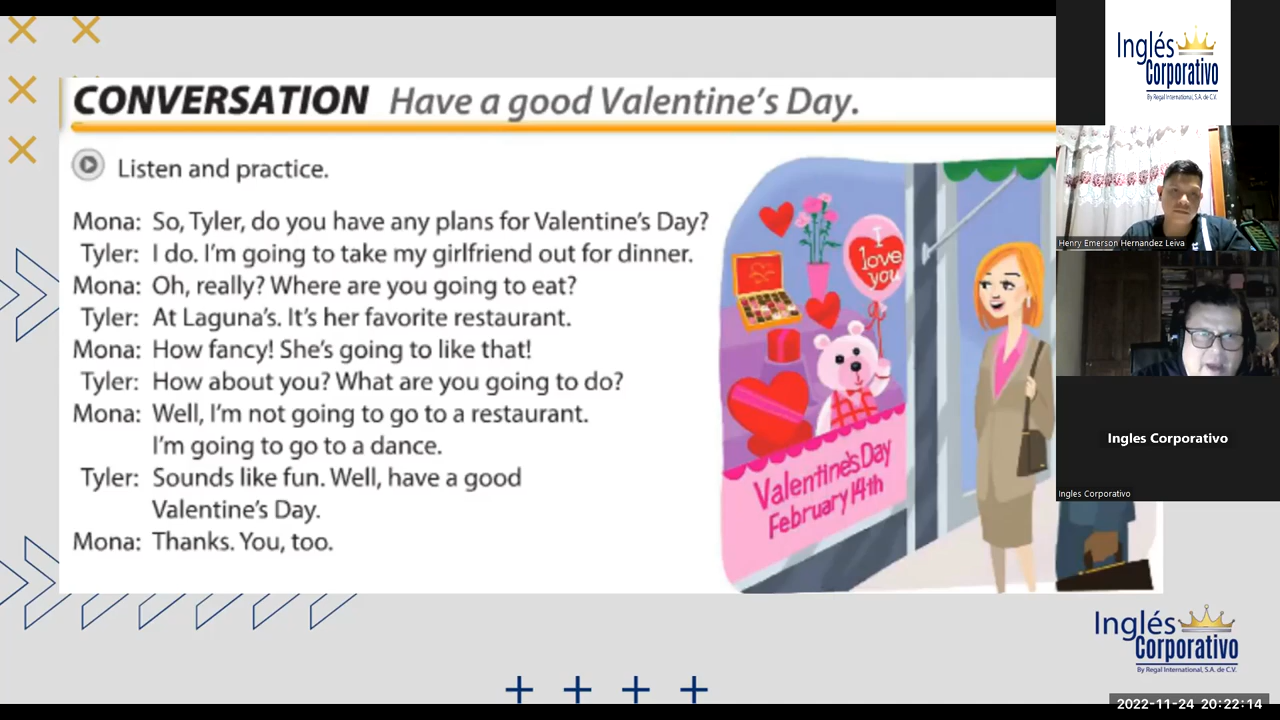 CONVERSATION Have a good Valentine's Day.
Listen and practice.
Mona: So, Tyler, do you have any plans for Valentine's Day?
Tyler: I do. I'm going to take my girlfriend out for dinner.
Mona: Oh, really? Where are you going to eat?
Tyler: At Laguna's. It's her favorite restaurant.
Mona: How fancy! She's going to like that!
Tyler: How about you? What are you going to do?
Mona: Well, I'm not going to go to a restaurant.
I'm going to go to a dance.
Tyler: Sounds like fun. Well, have a good
Valentine's Day.
Mona: Thanks. You, too.
I
love
you
Valentine's Day
February 14th
Inglés
Corporativo
By Regal International, S.A. de C.V.
Henry Emerson Hernandez Leiva
Ingles Corporativo
Ingles Corporativo
Inglés
Corporativo
By Regal International, S.A. de C.V.
2022-11-24 20:22:14